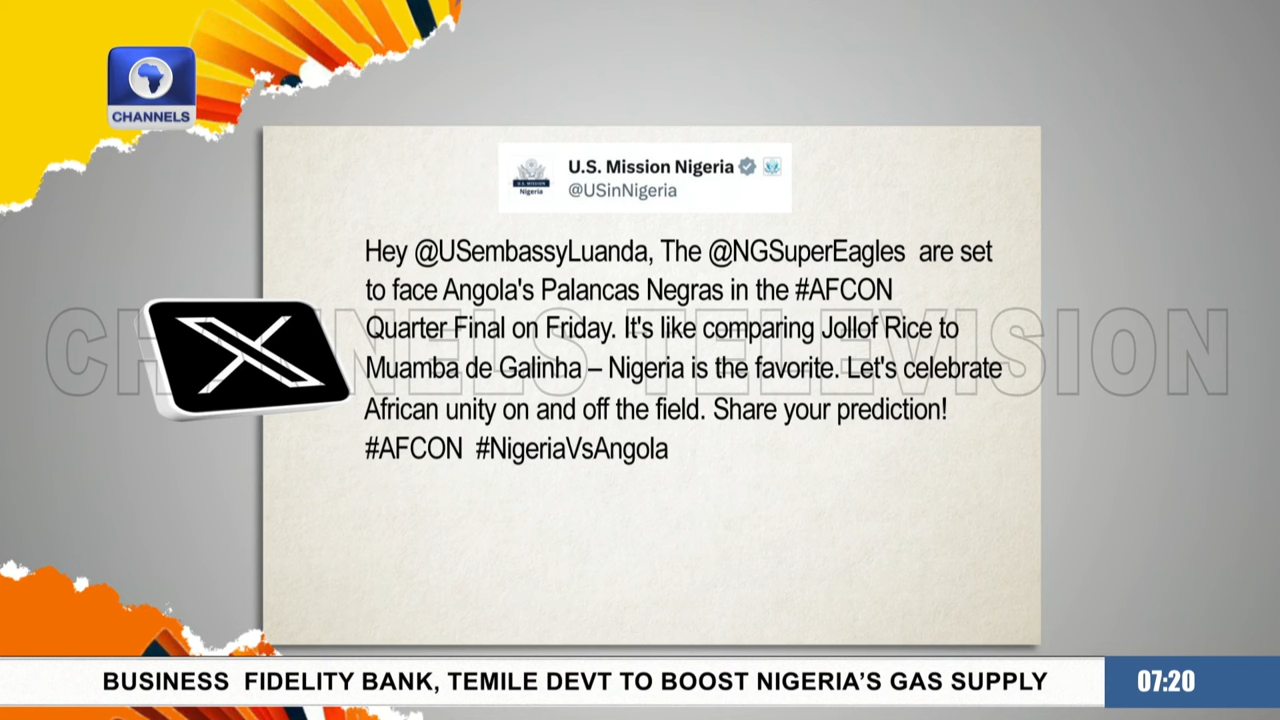 CHANNELS
U.S. Mission Nigeria
@USinNigeria
U.S. MISSION
Nigeria
Hey @USembassyLuanda, The @NGSuperEagles are set
to face Angola's Palancas Negras in the #AFCON
Quarter Final on Friday. It's like comparing Jollof Rice to
Muamba de Galinha – Nigeria is the favorite. Let's celebrate
African unity on and off the field. Share your prediction!
#AFCON #NigeriaVsAngola
CHANNELS TELEVISION
BUSINESS FIDELITY BANK, TEMILE DEVT TO BOOST NIGERIA'S GAS SUPPLY
07:20